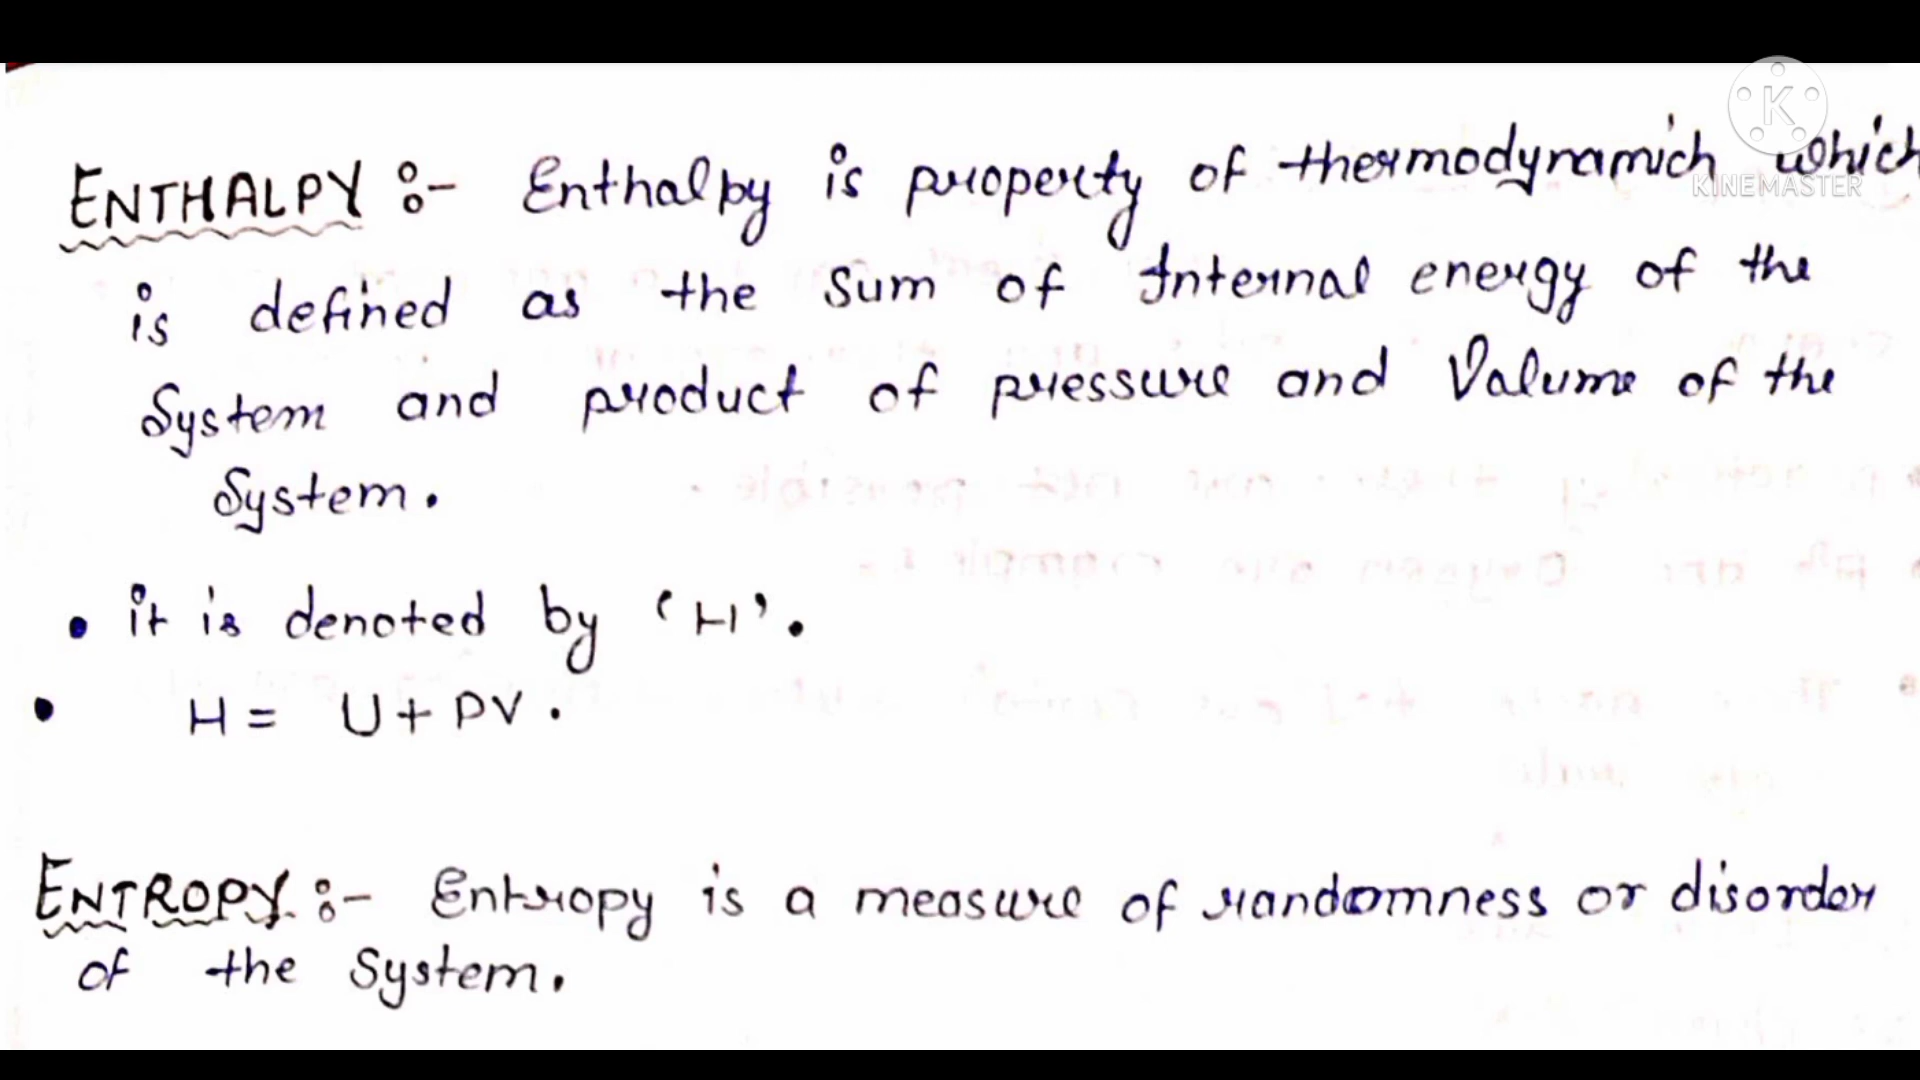 ENTHALPY :- Enthalpy is property of thermodynamich which
K
KINEMASTER
is defined as the Sum of Internal energy of the
System and product of pressure and Valume of the
System.
• it is denoted by 'H'.
• H = U + PV.
ENTROPY :- Entropy is a measure of randomness or disorder
of the System.